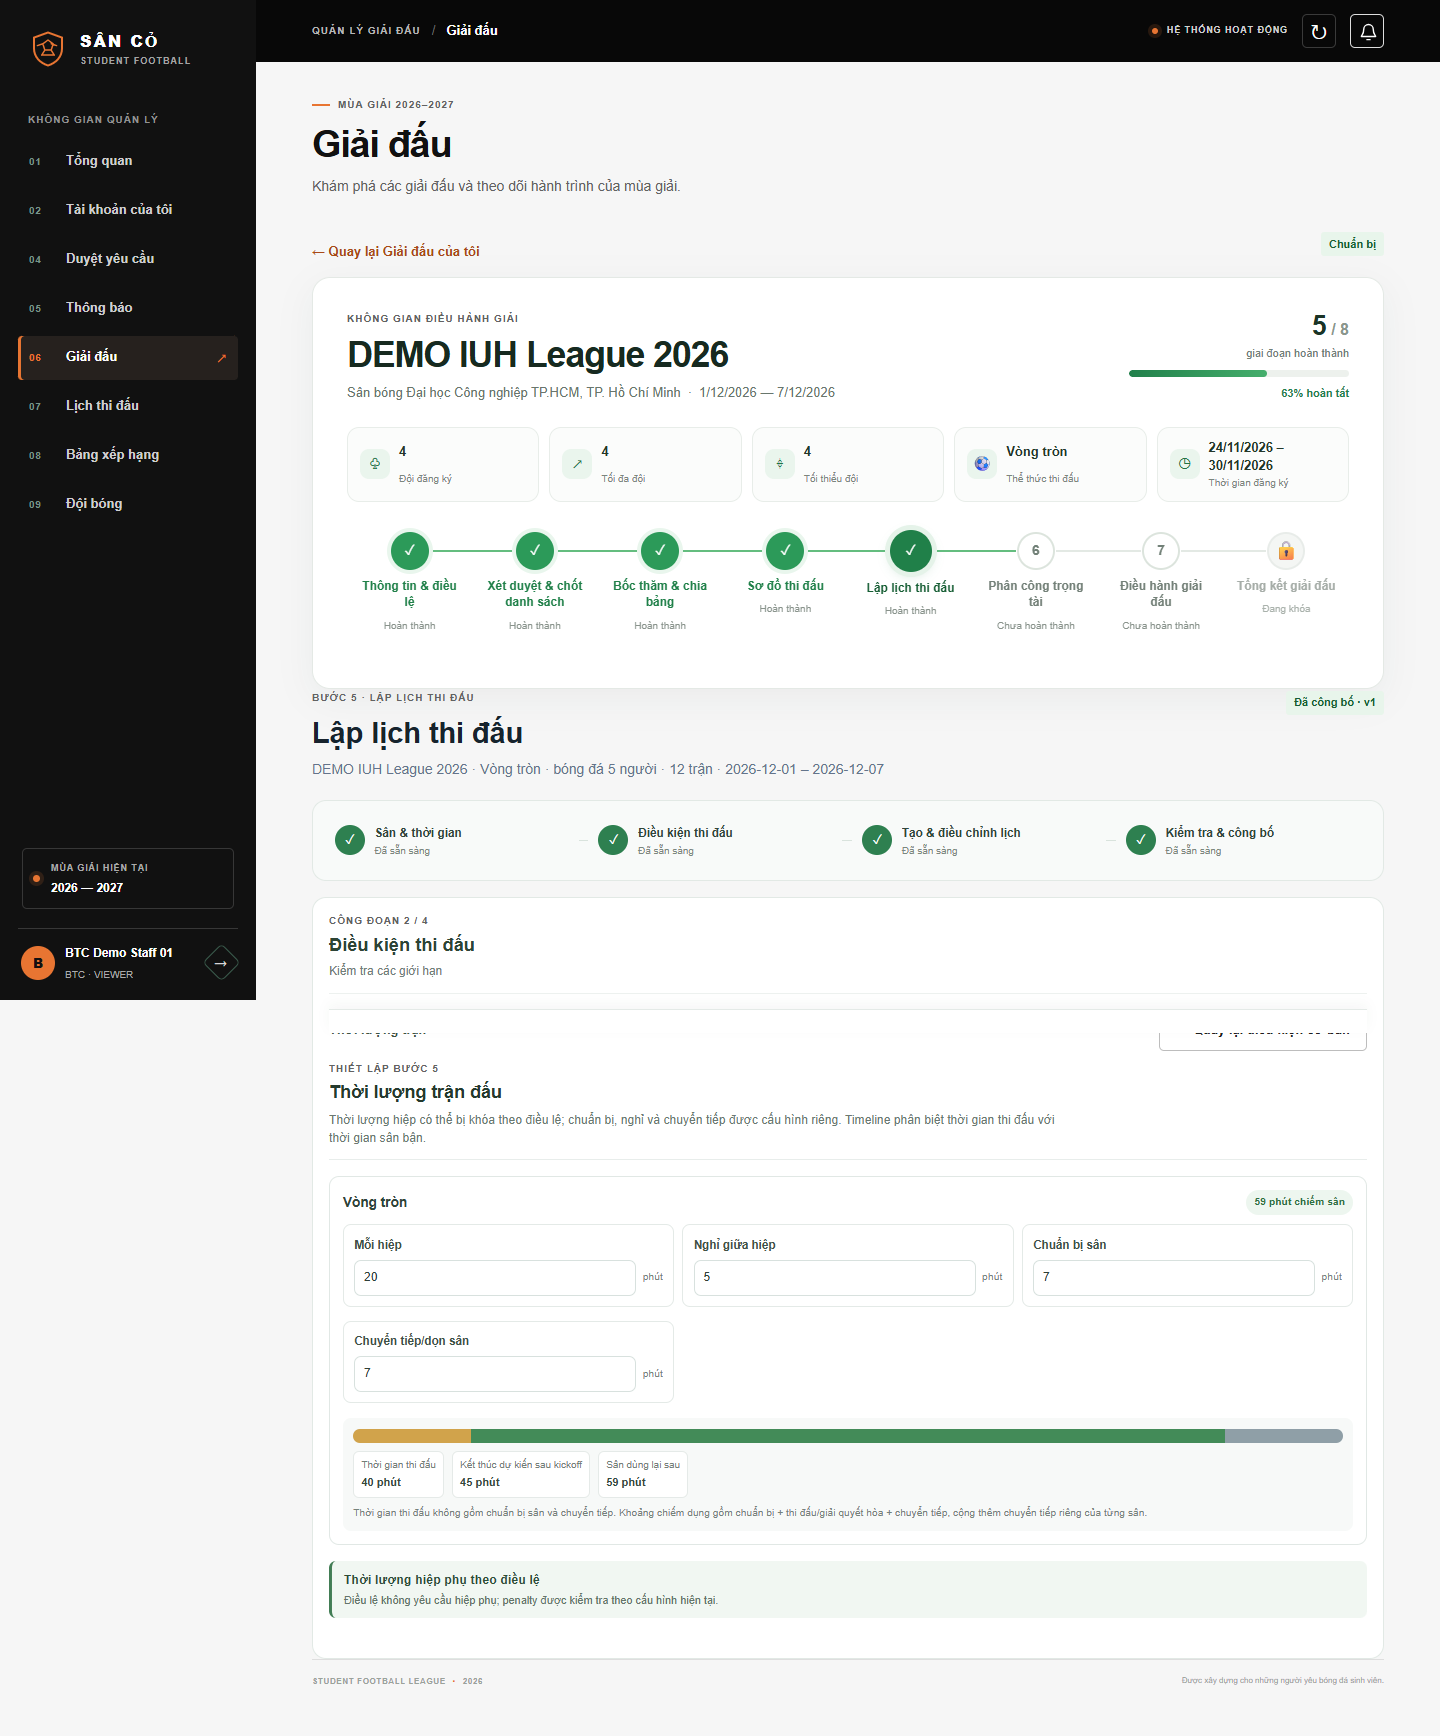 SÂN CỎ
STUDENT FOOTBALL
KHÔNG GIAN QUẢN LÝ
01 Tổng quan
02 Tài khoản của tôi
04 Duyệt yêu cầu
05 Thông báo
06 Giải đấu ↗
07 Lịch thi đấu
08 Bảng xếp hạng
09 Đội bóng
MÙA GIẢI HIỆN TẠI
2026 — 2027
B
BTC Demo Staff 01
BTC · VIEWER
→
QUẢN LÝ GIẢI ĐẤU / Giải đấu
HỆ THỐNG HOẠT ĐỘNG
MÙA GIẢI 2026–2027
Giải đấu
Khám phá các giải đấu và theo dõi hành trình của mùa giải.
← Quay lại Giải đấu của tôi
Chuẩn bị
KHÔNG GIAN ĐIỀU HÀNH GIẢI
DEMO IUH League 2026
Sân bóng Đại học Công nghiệp TP.HCM, TP. Hồ Chí Minh · 1/12/2026 — 7/12/2026
5 / 8
giai đoạn hoàn thành
63% hoàn tất
4
Đội đăng ký
4
Tối đa đội
4
Tối thiểu đội
Vòng tròn
Thể thức thi đấu
24/11/2026 –
30/11/2026
Thời gian đăng ký
✓ Thông tin & điều
lệ
Hoàn thành
✓ Xét duyệt & chốt
danh sách
Hoàn thành
✓ Bốc thăm & chia
bảng
Hoàn thành
✓ Sơ đồ thi đấu
Hoàn thành
✓ Lập lịch thi đấu
Hoàn thành
6
Phân công trọng
tài
Chưa hoàn thành
7
Điều hành giải
đấu
Chưa hoàn thành
Tổng kết giải đấu
Đang khóa
BƯỚC 5 · LẬP LỊCH THI ĐẤU
Đã công bố · v1
Lập lịch thi đấu
DEMO IUH League 2026 · Vòng tròn · bóng đá 5 người · 12 trận · 2026-12-01 – 2026-12-07
✓ Sân & thời gian
Đã sẵn sàng
✓ Điều kiện thi đấu
Đã sẵn sàng
✓ Tạo & điều chỉnh lịch
Đã sẵn sàng
✓ Kiểm tra & công bố
Đã sẵn sàng
CÔNG ĐOẠN 2 / 4
Điều kiện thi đấu
Kiểm tra các giới hạn
THIẾT LẬP BƯỚC 5
Thời lượng trận đấu
Thời lượng hiệp có thể bị khóa theo điều lệ; chuẩn bị, nghỉ và chuyển tiếp được cấu hình riêng. Timeline phân biệt thời gian thi đấu với
thời gian sân bận.
Vòng tròn
59 phút chiếm sân
Mỗi hiệp
20 phút
Nghỉ giữa hiệp
5 phút
Chuẩn bị sân
7 phút
Chuyển tiếp/dọn sân
7 phút
Thời gian thi đấu
40 phút
Kết thúc dự kiến sau kickoff
45 phút
Sân dùng lại sau
59 phút
Thời gian thi đấu không gồm chuẩn bị sân và chuyển tiếp. Khoảng chiếm dụng gồm chuẩn bị + thi đấu/giải quyết hòa + chuyển tiếp, cộng thêm chuyển tiếp riêng của từng sân.
Thời lượng hiệp phụ theo điều lệ
Điều lệ không yêu cầu hiệp phụ; penalty được kiểm tra theo cấu hình hiện tại.
STUDENT FOOTBALL LEAGUE · 2026
Được xây dựng cho những người yêu bóng đá sinh viên.